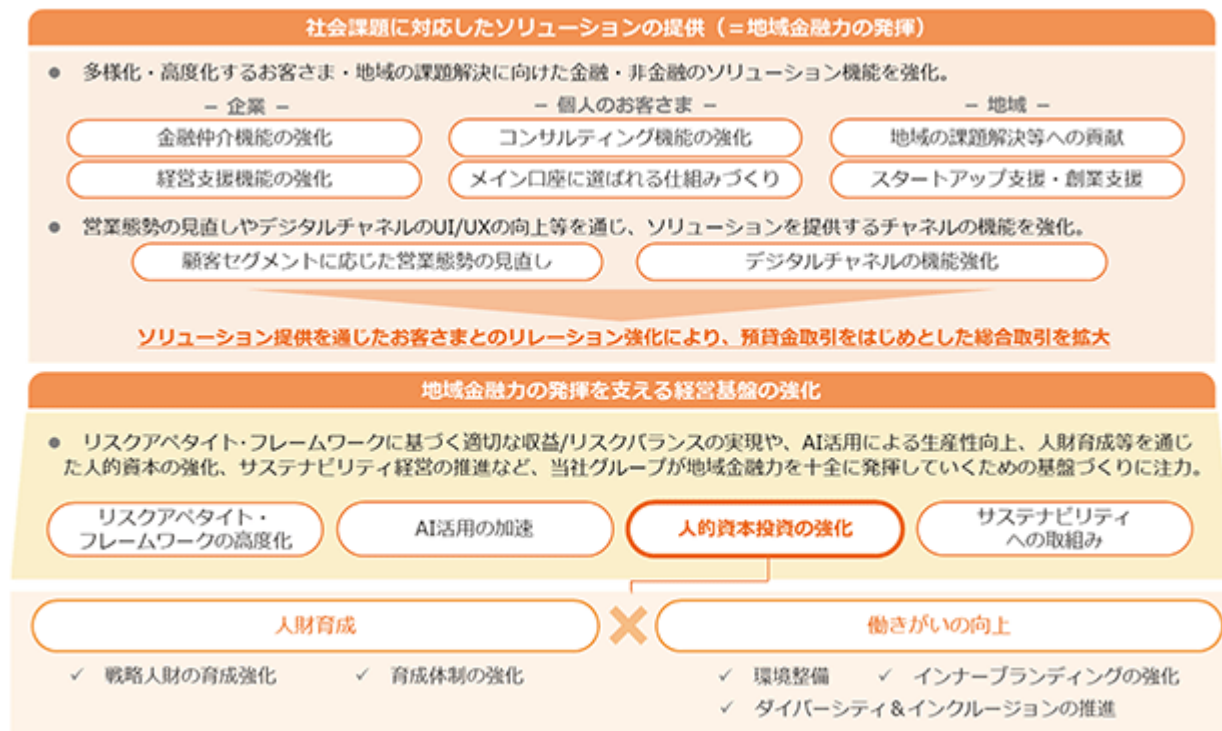 社会課題に対応したソリューションの提供（＝地域金融力の発揮）
● 多様化・高度化するお客さま・地域の課題解決に向けた金融・非金融のソリューション機能を強化。
－ 企業 －
－ 個人のお客さま －
－ 地域 －
金融仲介機能の強化
コンサルティング機能の強化
地域の課題解決等への貢献
経営支援機能の強化
メイン口座に選ばれる仕組みづくり
スタートアップ支援・創業支援
● 営業態勢の見直しやデジタルチャネルのUI/UXの向上等を通じ、ソリューションを提供するチャネルの機能を強化。
顧客セグメントに応じた営業態勢の見直し
デジタルチャネルの機能強化
ソリューション提供を通じたお客さまとのリレーション強化により、預貸金取引をはじめとした総合取引を拡大
地域金融力の発揮を支える経営基盤の強化
● リスクアペタイト・フレームワークに基づく適切な収益/リスクバランスの実現や、AI活用による生産性向上、人財育成等を通じ
た人的資本の強化、サステナビリティ経営の推進など、当社グループが地域金融力を十全に発揮していくための基盤づくりに注力。
リスクアペタイト・
フレームワークの高度化
AI活用の加速
人的資本投資の強化
サステナビリティ
への取組み
人財育成
働きがいの向上
✓ 戦略人財の育成強化
✓ 育成体制の強化
✓ 環境整備
✓ インナーブランディングの強化
✓ ダイバーシティ＆インクルージョンの推進